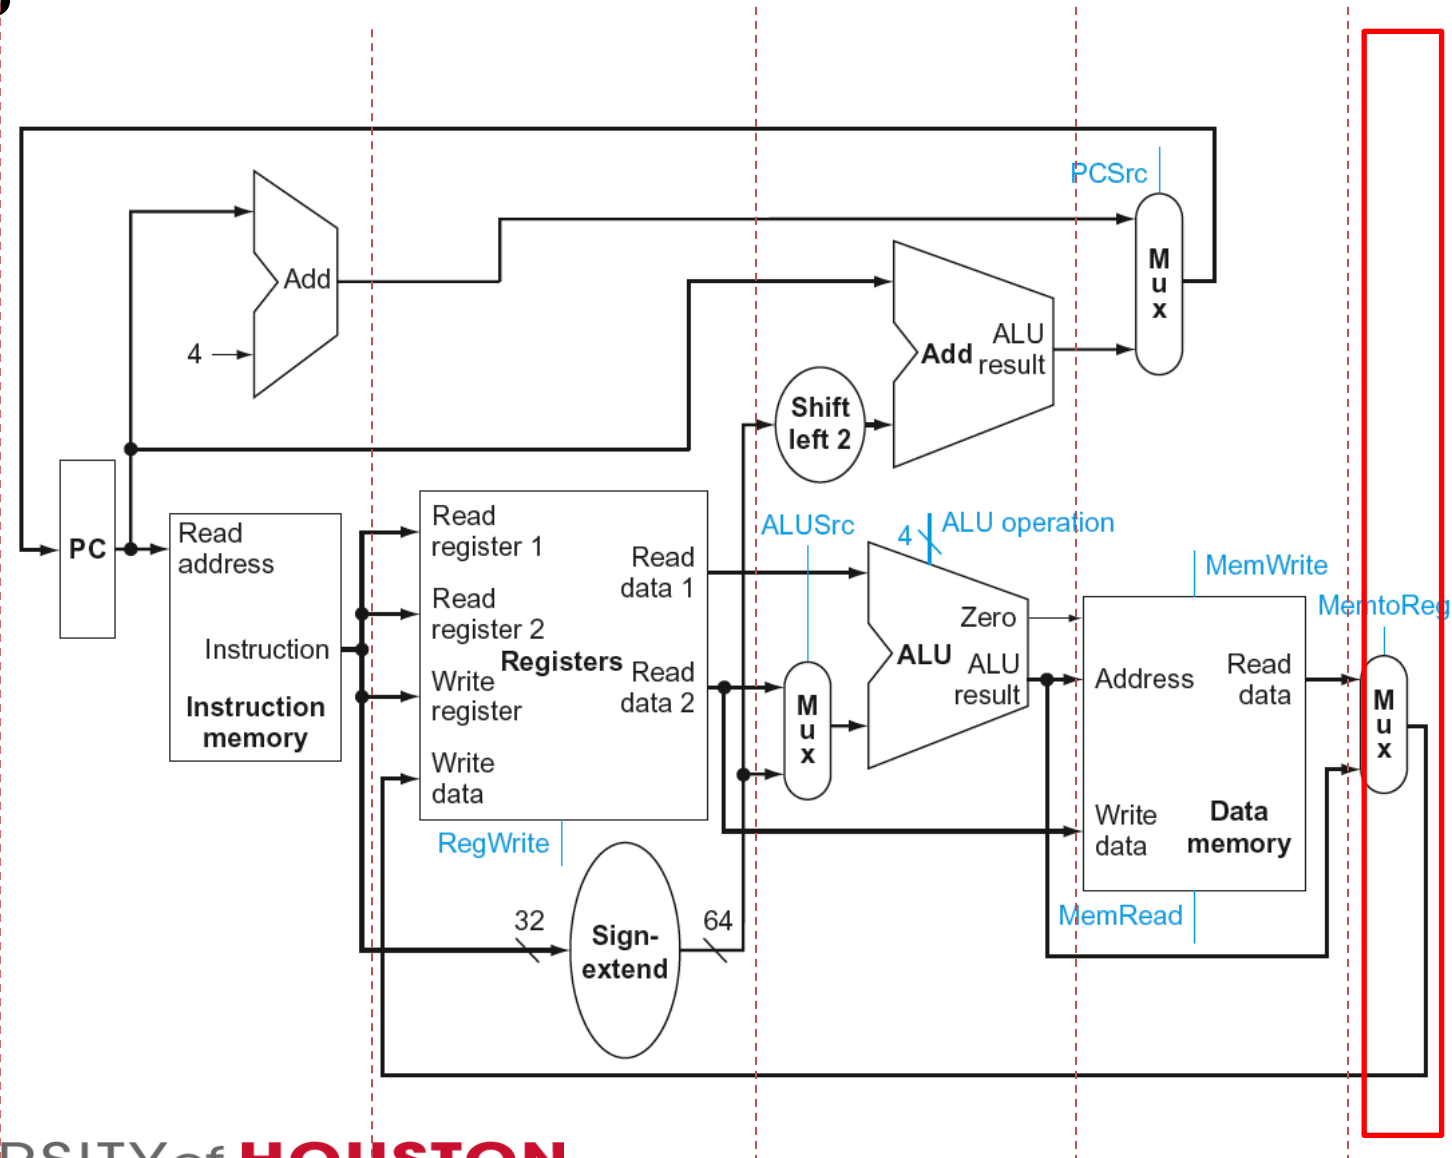 PCSrc
Add
4
M
u
x
Add
ALU
result
Shift
left 2
PC
Read
address
Instruction
Instruction
memory
Read
register 1
Read
register 2
Registers
Write
register
Write
data
Read
data 1
Read
data 2
RegWrite
ALUSrc
4
ALU operation
M
u
x
Zero
ALU
ALU
result
MemWrite
MemtoReg
Address
Read
data
Write
data
Data
memory
MemRead
M
u
x
32
Sign-
extend
64
RSITY of HOUSTON